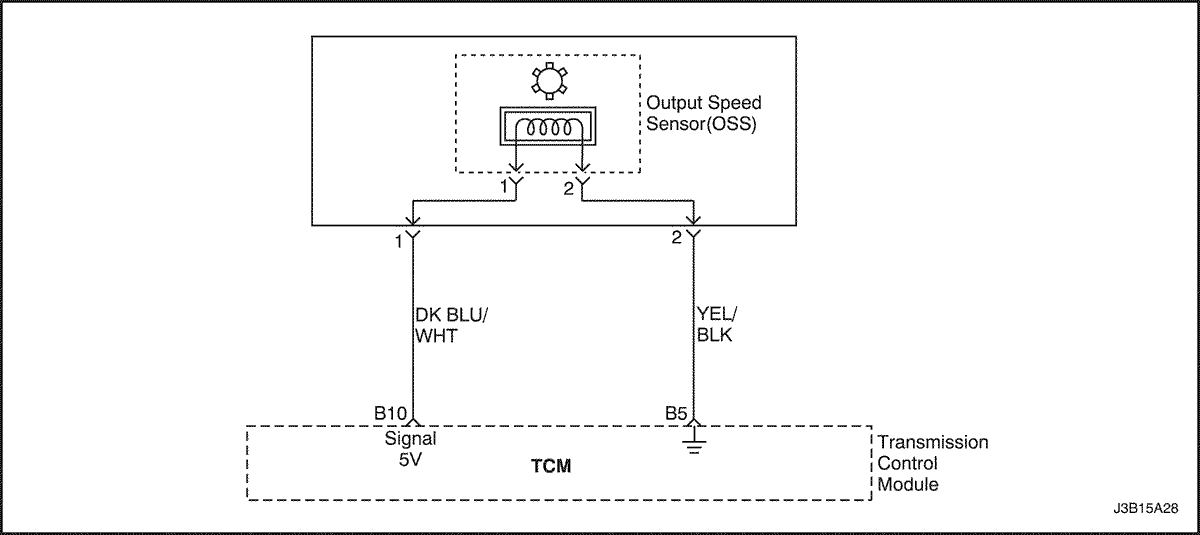 Output Speed
Sensor(OSS)
1
2
1
2
DK BLU/
WHT
YEL/
BLK
B10
B5
Signal
5V
TCM
Transmission
Control
Module
J3B15A28